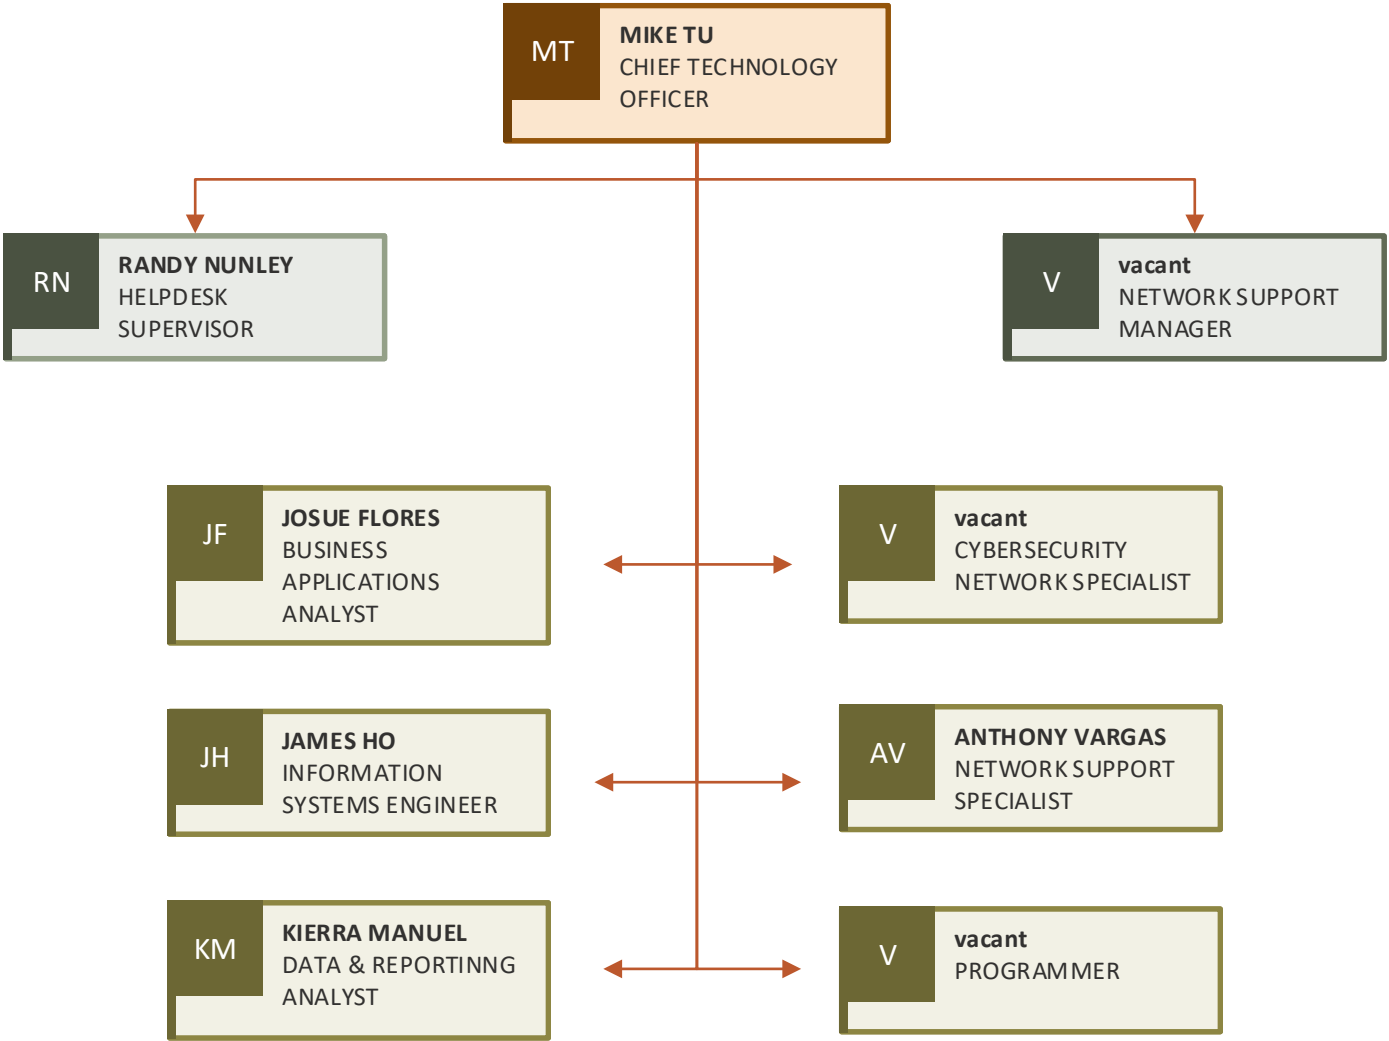 MT
MIKE TU
CHIEF TECHNOLOGY
OFFICER
RN
RANDY NUNLEY
HELPDESK
SUPERVISOR
V
vacant
NETWORK SUPPORT
MANAGER
JF
JOSUE FLORES
BUSINESS
APPLICATIONS
ANALYST
V
vacant
CYBERSECURITY
NETWORK SPECIALIST
JH
JAMES HO
INFORMATION
SYSTEMS ENGINEER
AV
ANTHONY VARGAS
NETWORK SUPPORT
SPECIALIST
KM
KIERRA MANUEL
DATA & REPORTINNG
ANALYST
V
vacant
PROGRAMMER